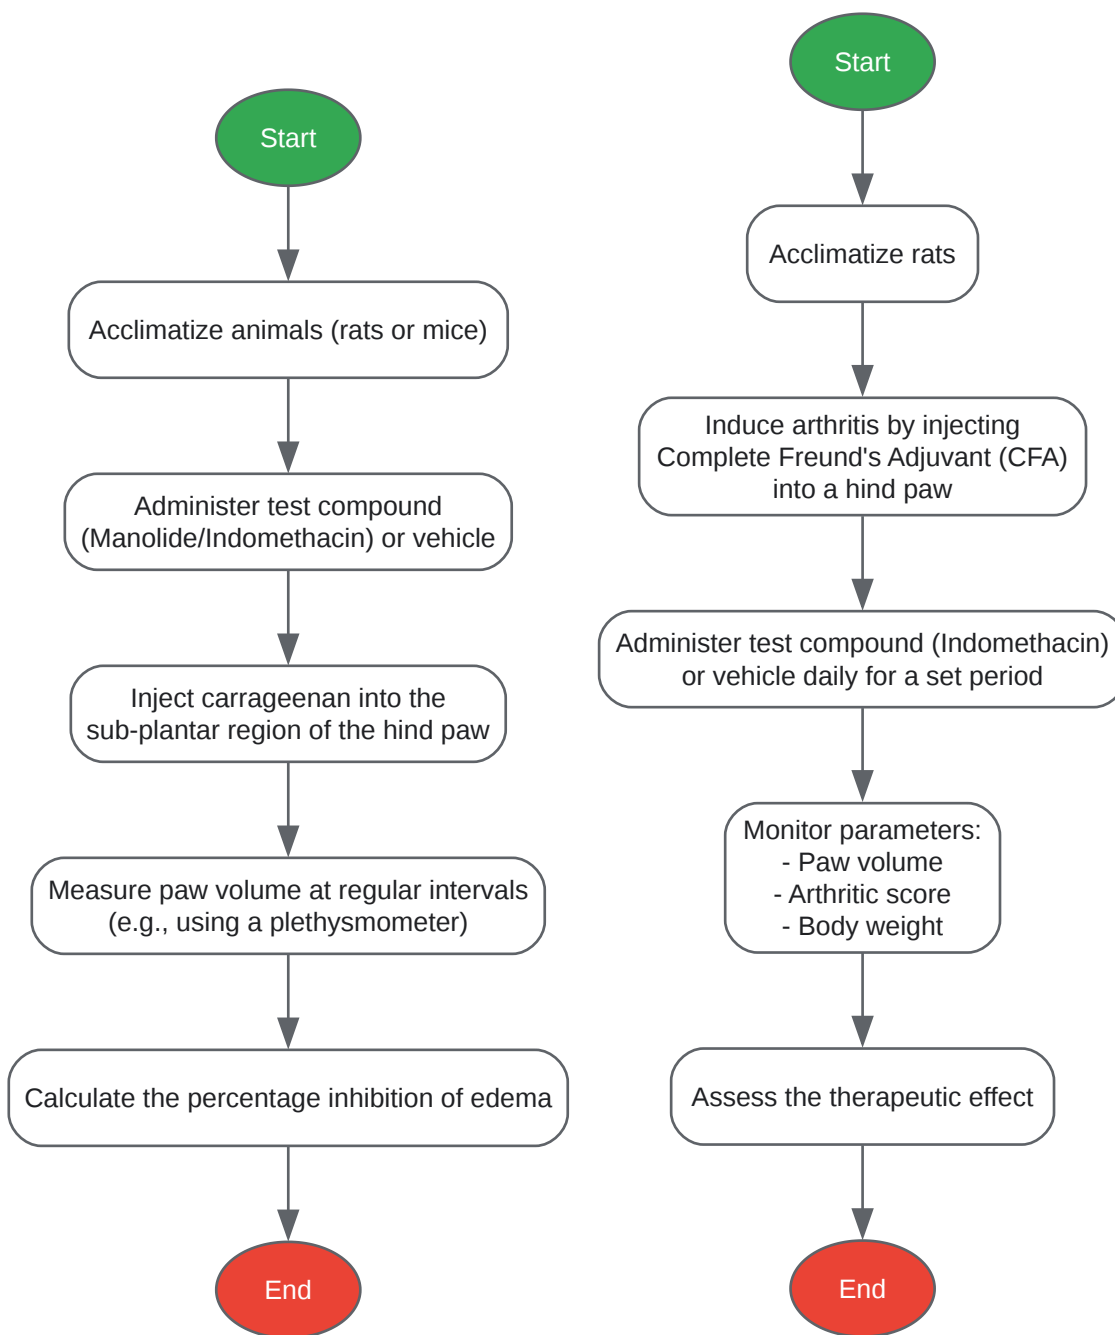 Start
Acclimatize animals (rats or mice)
Administer test compound
(Manolide/Indomethacin) or vehicle
Inject carrageenan into the
sub-plantar region of the hind paw
Measure paw volume at regular intervals
(e.g., using a plethysmometer)
Calculate the percentage inhibition of edema
End
Start
Acclimatize rats
Induce arthritis by injecting
Complete Freund's Adjuvant (CFA)
into a hind paw
Administer test compound (Indomethacin)
or vehicle daily for a set period
Monitor parameters:
- Paw volume
- Arthritic score
- Body weight
Assess the therapeutic effect
End